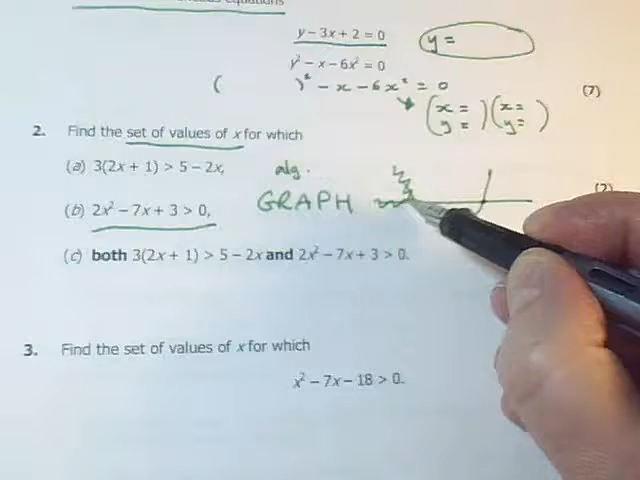 equations
y – 3x + 2 = 0
y =
y² – x – 6x² = 0
( )² – x – 6x² = 0
(7)
(x = y = ) (x = y = )
2. Find the set of values of x for which
(a) 3(2x + 1) > 5 – 2x,
alg.
(b) 2x² – 7x + 3 > 0,
GRAPH
(c) both 3(2x + 1) > 5 – 2x and 2x² – 7x + 3 > 0.
3. Find the set of values of x for which
x² – 7x – 18 > 0.